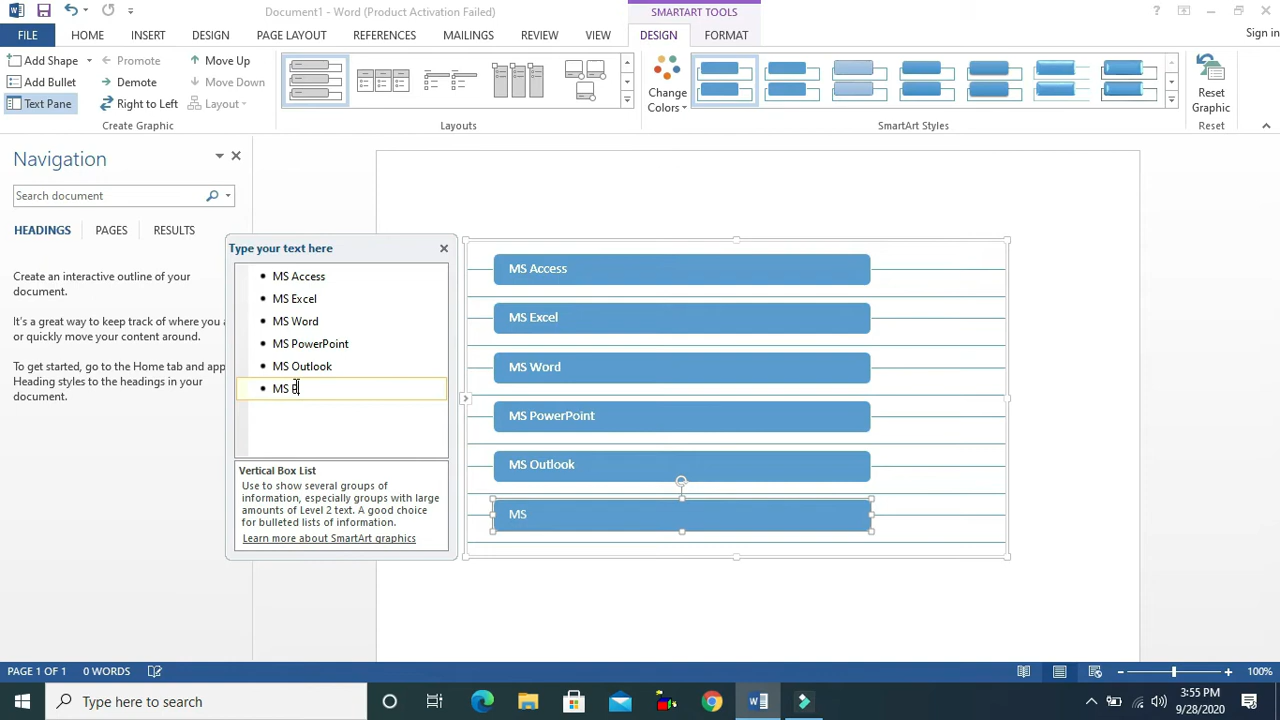 Document1 - Word (Product Activation Failed)
SMARTART TOOLS
FILE HOME INSERT DESIGN PAGE LAYOUT REFERENCES MAILINGS REVIEW VIEW DESIGN FORMAT Sign in
Add Shape Promote Move Up
Add Bullet Demote Move Down
Text Pane Right to Left Layout
Change Colors
Reset Graphic
Create Graphic Layouts SmartArt Styles Reset
Navigation
Search document
HEADINGS PAGES RESULTS
Create an interactive outline of your
document.
It's a great way to keep track of where you a
or quickly move your content around.
To get started, go to the Home tab and app
Heading styles to the headings in your
document.
Type your text here
MS Access
MS Excel
MS Word
MS PowerPoint
MS Outlook
MS
Vertical Box List
Use to show several groups of
information, especially groups with large
amounts of Level 2 text. A good choice
for bulleted lists of information.
Learn more about SmartArt graphics
MS Access
MS Excel
MS Word
MS PowerPoint
MS Outlook
MS
PAGE 1 OF 1 0 WORDS 100%
Type here to search
3:55 PM
9/28/2020